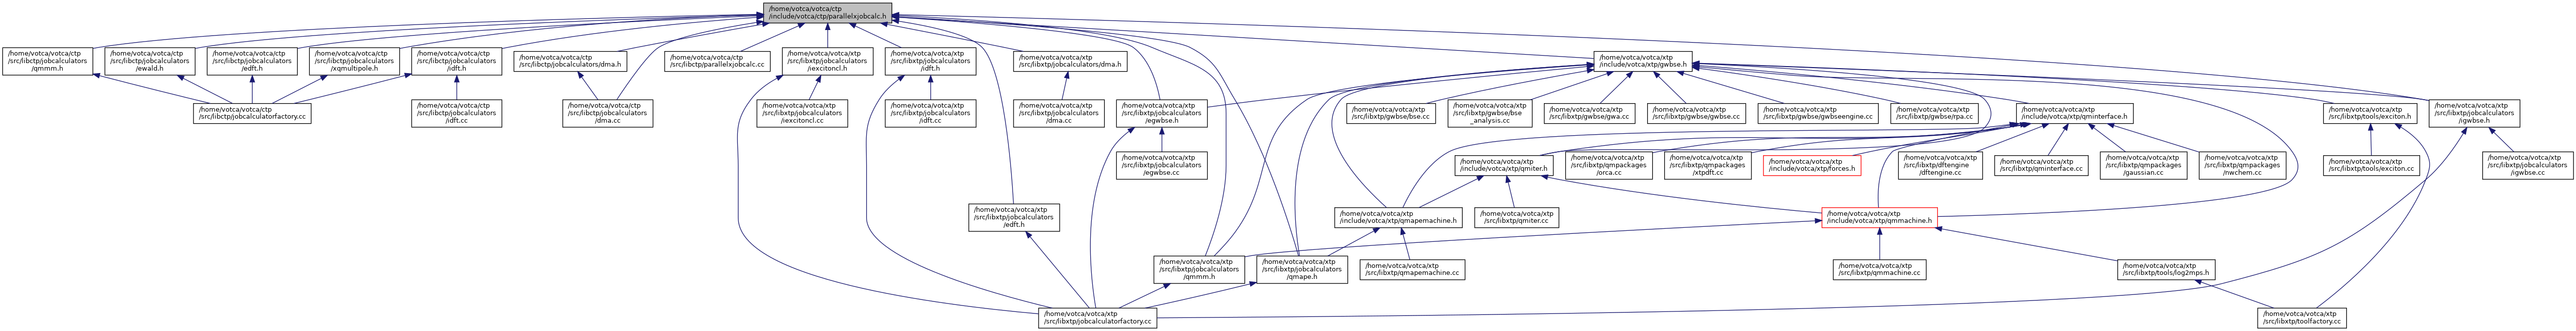 /home/votca/votca/ctp
/include/votca/ctp/parallelxjobcalc.h
/home/votca/votca/ctp
/src/libctp/jobcalculators
/qmmm.h
/home/votca/votca/ctp
/src/libctp/jobcalculators
/ewald.h
/home/votca/votca/ctp
/src/libctp/jobcalculators
/edft.h
/home/votca/votca/ctp
/src/libctp/jobcalculators
/xqmultipole.h
/home/votca/votca/ctp
/src/libctp/jobcalculators
/idft.h
/home/votca/votca/ctp
/src/libctp/jobcalculators/dma.h
/home/votca/votca/ctp
/src/libctp/parallelxjobcalc.cc
/home/votca/votca/xtp
/src/libxtp/jobcalculators
/iexcitoncl.h
/home/votca/votca/xtp
/src/libxtp/jobcalculators
/idft.h
/home/votca/votca/xtp
/src/libxtp/jobcalculators/dma.h
/home/votca/votca/xtp
/include/votca/xtp/gwbse.h
/home/votca/votca/ctp
/src/libctp/jobcalculatorfactory.cc
/home/votca/votca/ctp
/src/libctp/jobcalculators
/idft.cc
/home/votca/votca/ctp
/src/libctp/jobcalculators
/dma.cc
/home/votca/votca/xtp
/src/libxtp/jobcalculators
/iexcitoncl.cc
/home/votca/votca/xtp
/src/libxtp/jobcalculators
/idft.cc
/home/votca/votca/xtp
/src/libxtp/jobcalculators
/dma.cc
/home/votca/votca/xtp
/src/libxtp/jobcalculators
/egwbse.h
/home/votca/votca/xtp
/src/libxtp/gwbse/bse.cc
/home/votca/votca/xtp
/src/libxtp/gwbse/bse
_analysis.cc
/home/votca/votca/xtp
/src/libxtp/gwbse/gwa.cc
/home/votca/votca/xtp
/src/libxtp/gwbse/gwbse.cc
/home/votca/votca/xtp
/src/libxtp/gwbse/gwbseengine.cc
/home/votca/votca/xtp
/src/libxtp/gwbse/rpa.cc
/home/votca/votca/xtp
/include/votca/xtp/qminterface.h
/home/votca/votca/xtp
/src/libxtp/tools/exciton.h
/home/votca/votca/xtp
/src/libxtp/jobcalculators
/igwbse.h
/home/votca/votca/xtp
/src/libxtp/jobcalculators
/egwbse.cc
/home/votca/votca/xtp
/include/votca/xtp/qmiter.h
/home/votca/votca/xtp
/src/libxtp/qmpackages
/orca.cc
/home/votca/votca/xtp
/src/libxtp/qmpackages
/xtpdft.cc
/home/votca/votca/xtp
/include/votca/xtp/forces.h
/home/votca/votca/xtp
/src/libxtp/dftengine
/dftengine.cc
/home/votca/votca/xtp
/src/libxtp/qminterface.cc
/home/votca/votca/xtp
/src/libxtp/qmpackages
/gaussian.cc
/home/votca/votca/xtp
/src/libxtp/qmpackages
/nwchem.cc
/home/votca/votca/xtp
/src/libxtp/tools/exciton.cc
/home/votca/votca/xtp
/src/libxtp/jobcalculators
/igwbse.cc
/home/votca/votca/xtp
/src/libxtp/jobcalculators
/edft.h
/home/votca/votca/xtp
/include/votca/xtp/qmapemachine.h
/home/votca/votca/xtp
/src/libxtp/qmiter.cc
/home/votca/votca/xtp
/include/votca/xtp/qmmachine.h
/home/votca/votca/xtp
/src/libxtp/jobcalculators
/qmmm.h
/home/votca/votca/xtp
/src/libxtp/jobcalculators
/qmape.h
/home/votca/votca/xtp
/src/libxtp/qmapemachine.cc
/home/votca/votca/xtp
/src/libxtp/qmmachine.cc
/home/votca/votca/xtp
/src/libxtp/tools/log2mps.h
/home/votca/votca/xtp
/src/libxtp/jobcalculatorfactory.cc
/home/votca/votca/xtp
/src/libxtp/toolfactory.cc